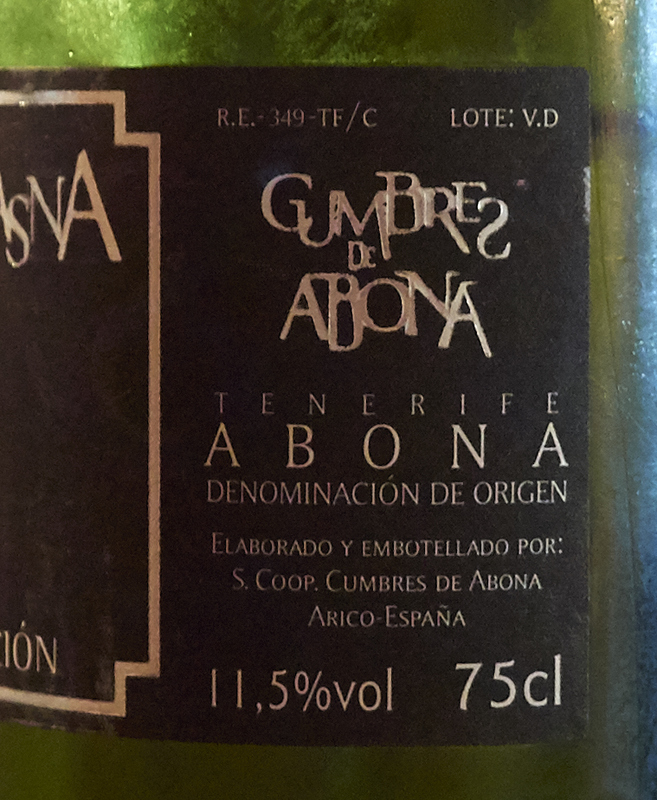 R.E.-349-TF/C LOTE: V.D
CUMBRES
DE
ABONA
TENERIFE
ABONA
DENOMINACIÓN DE ORIGEN
ELABORADO Y EMBOTELLADO POR:
S. COOP. CUMBRES DE ABONA
ARICO-ESPAÑA
11,5%vol 75cl